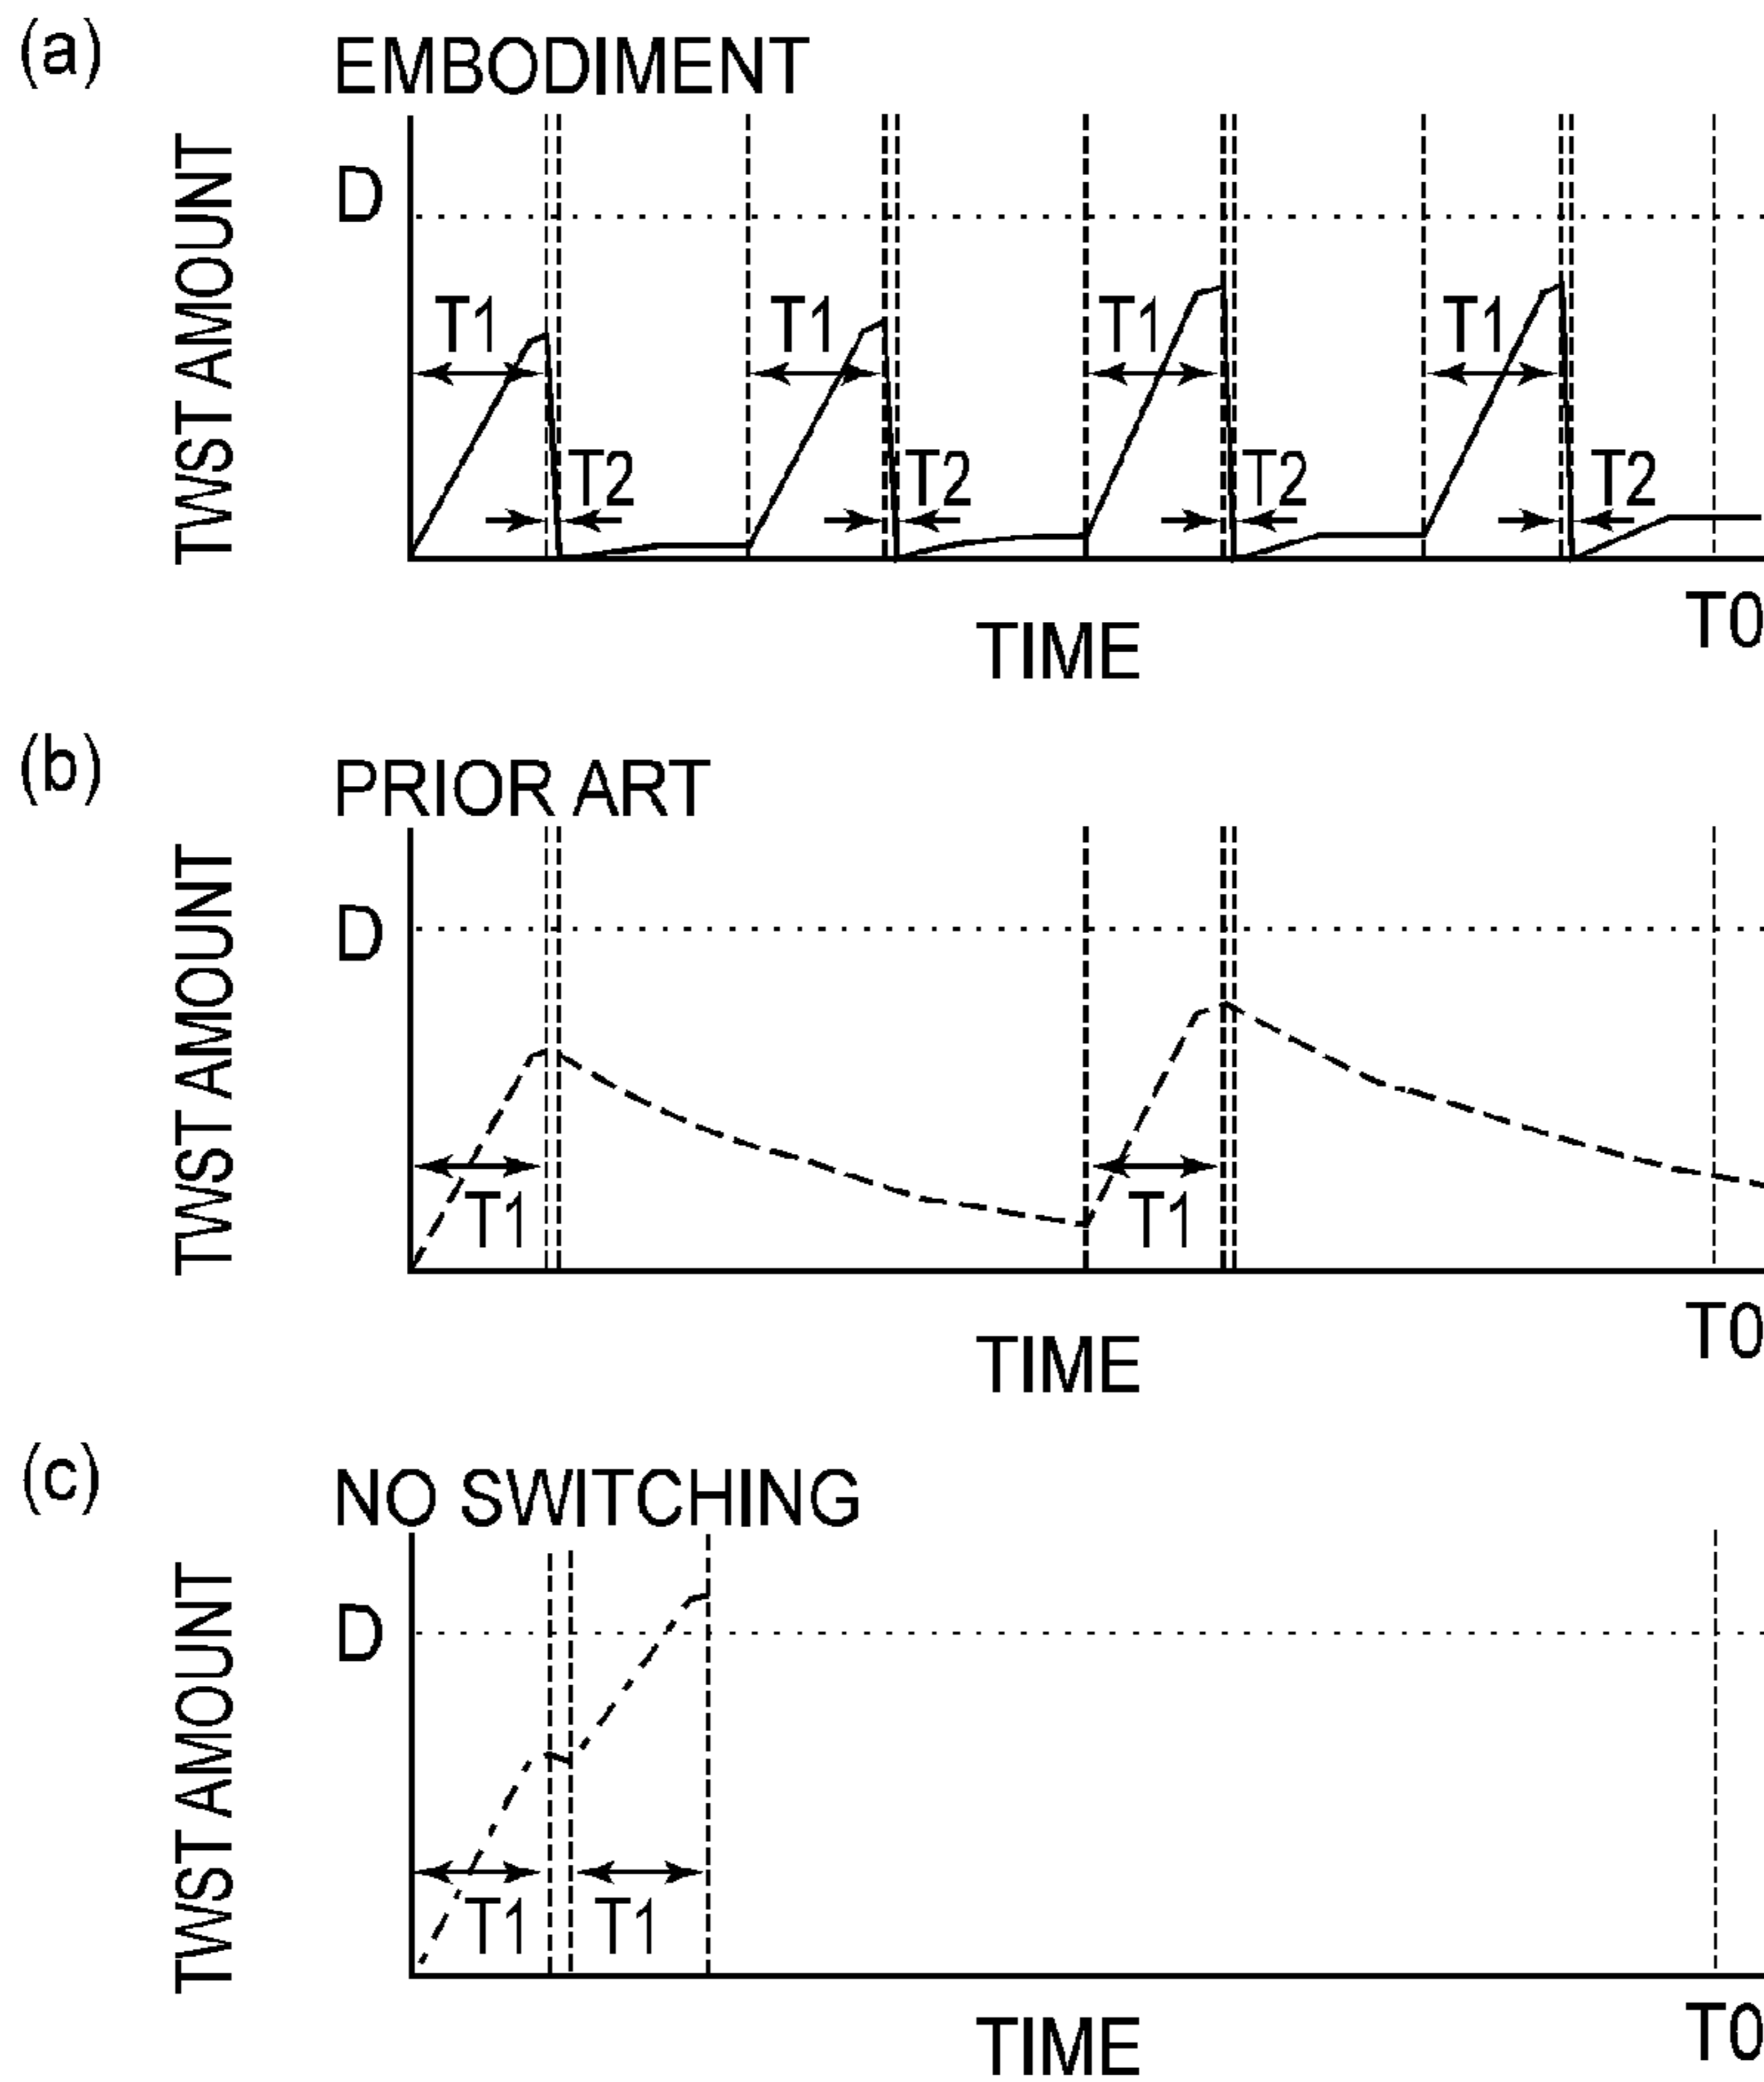 (a)
EMBODIMENT
TWST AMOUNT
D
T1 T1 T1 T1
T2 T2 T2 T2
T0
TIME
(b)
PRIOR ART
TWST AMOUNT
D
T1 T1
T0
TIME
(c)
NO SWITCHING
TWST AMOUNT
D
T1 T1
T0
TIME